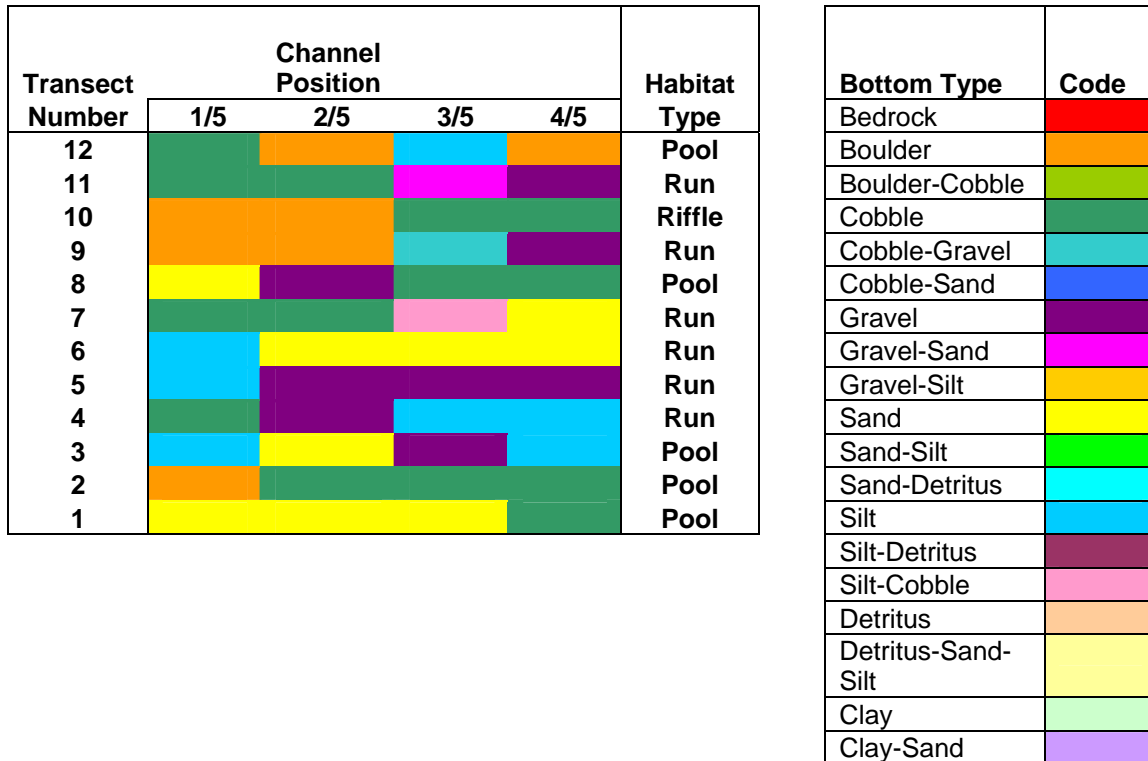 Transect Number Channel Position Habitat Type
1/5 2/5 3/5 4/5
12 Pool
11 Run
10 Riffle
9 Run
8 Pool
7 Run
6 Run
5 Run
4 Run
3 Pool
2 Pool
1 Pool
Bottom Type Code
Bedrock
Boulder
Boulder-Cobble
Cobble
Cobble-Gravel
Cobble-Sand
Gravel
Gravel-Sand
Gravel-Silt
Sand
Sand-Silt
Sand-Detritus
Silt
Silt-Detritus
Silt-Cobble
Detritus
Detritus-Sand-
Silt
Clay
Clay-Sand